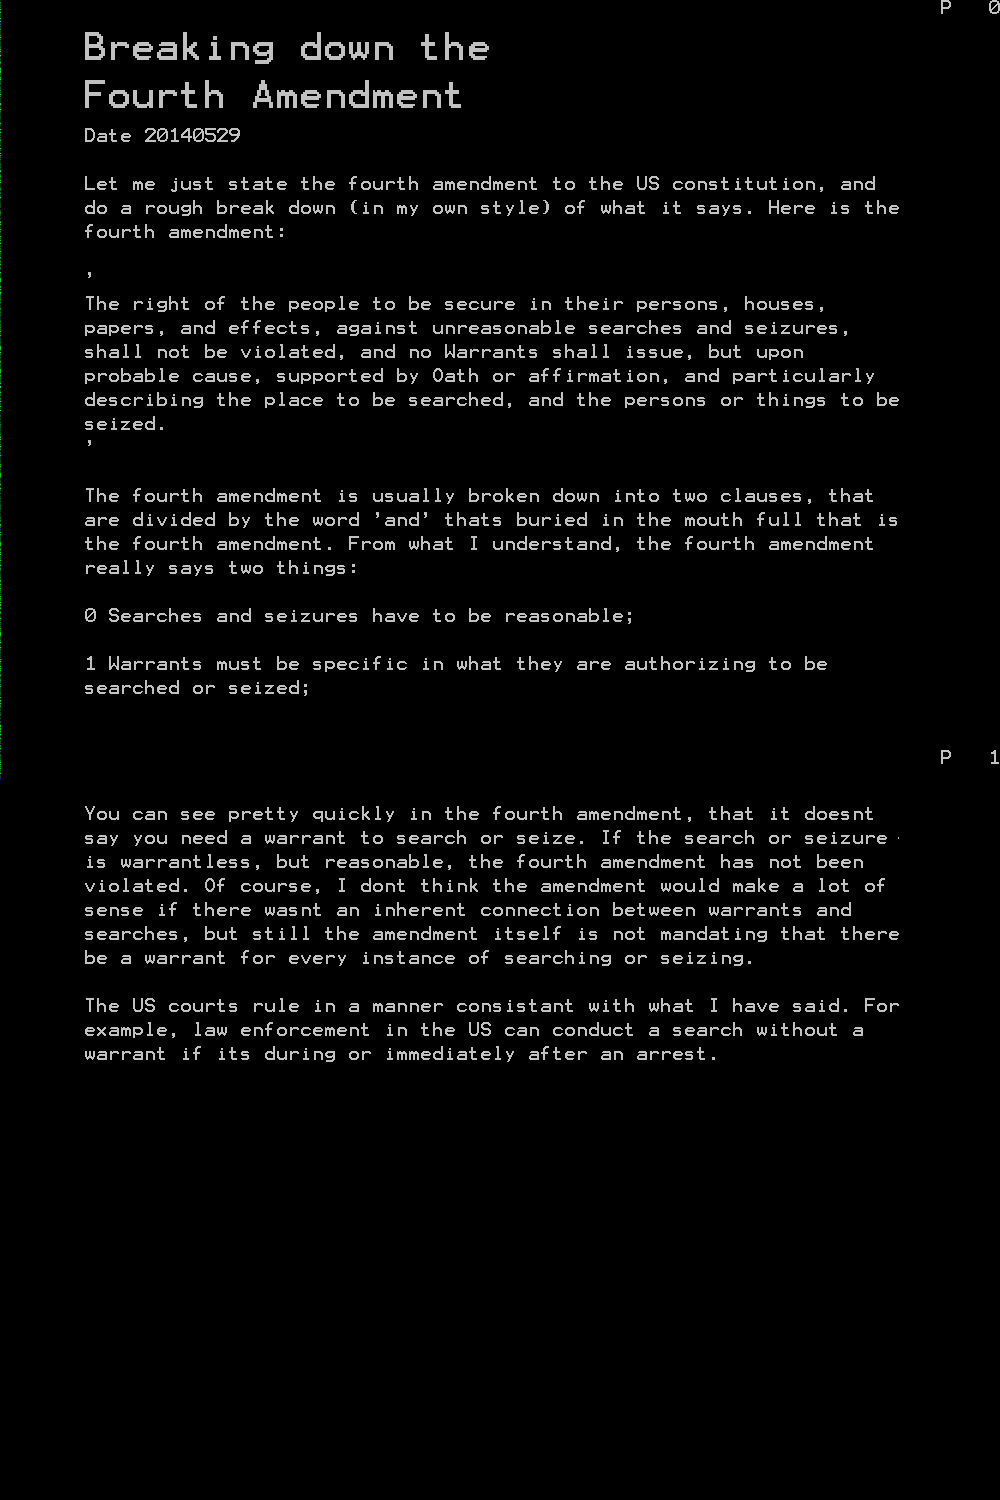 P 0
Breaking down the
Fourth Amendment
Date 20140529
Let me just state the fourth amendment to the US constitution, and
do a rough break down (in my own style) of what it says. Here is the
fourth amendment:
'
The right of the people to be secure in their persons, houses,
papers, and effects, against unreasonable searches and seizures,
shall not be violated, and no Warrants shall issue, but upon
probable cause, supported by Oath or affirmation, and particularly
describing the place to be searched, and the persons or things to be
seized.
'
The fourth amendment is usually broken down into two clauses, that
are divided by the word 'and' thats buried in the mouth full that is
the fourth amendment. From what I understand, the fourth amendment
really says two things:
0 Searches and seizures have to be reasonable;
1 Warrants must be specific in what they are authorizing to be
searched or seized;
P 1
You can see pretty quickly in the fourth amendment, that it doesnt
say you need a warrant to search or seize. If the search or seizure
is warrantless, but reasonable, the fourth amendment has not been
violated. Of course, I dont think the amendment would make a lot of
sense if there wasnt an inherent connection between warrants and
searches, but still the amendment itself is not mandating that there
be a warrant for every instance of searching or seizing.
The US courts rule in a manner consistant with what I have said. For
example, law enforcement in the US can conduct a search without a
warrant if its during or immediately after an arrest.